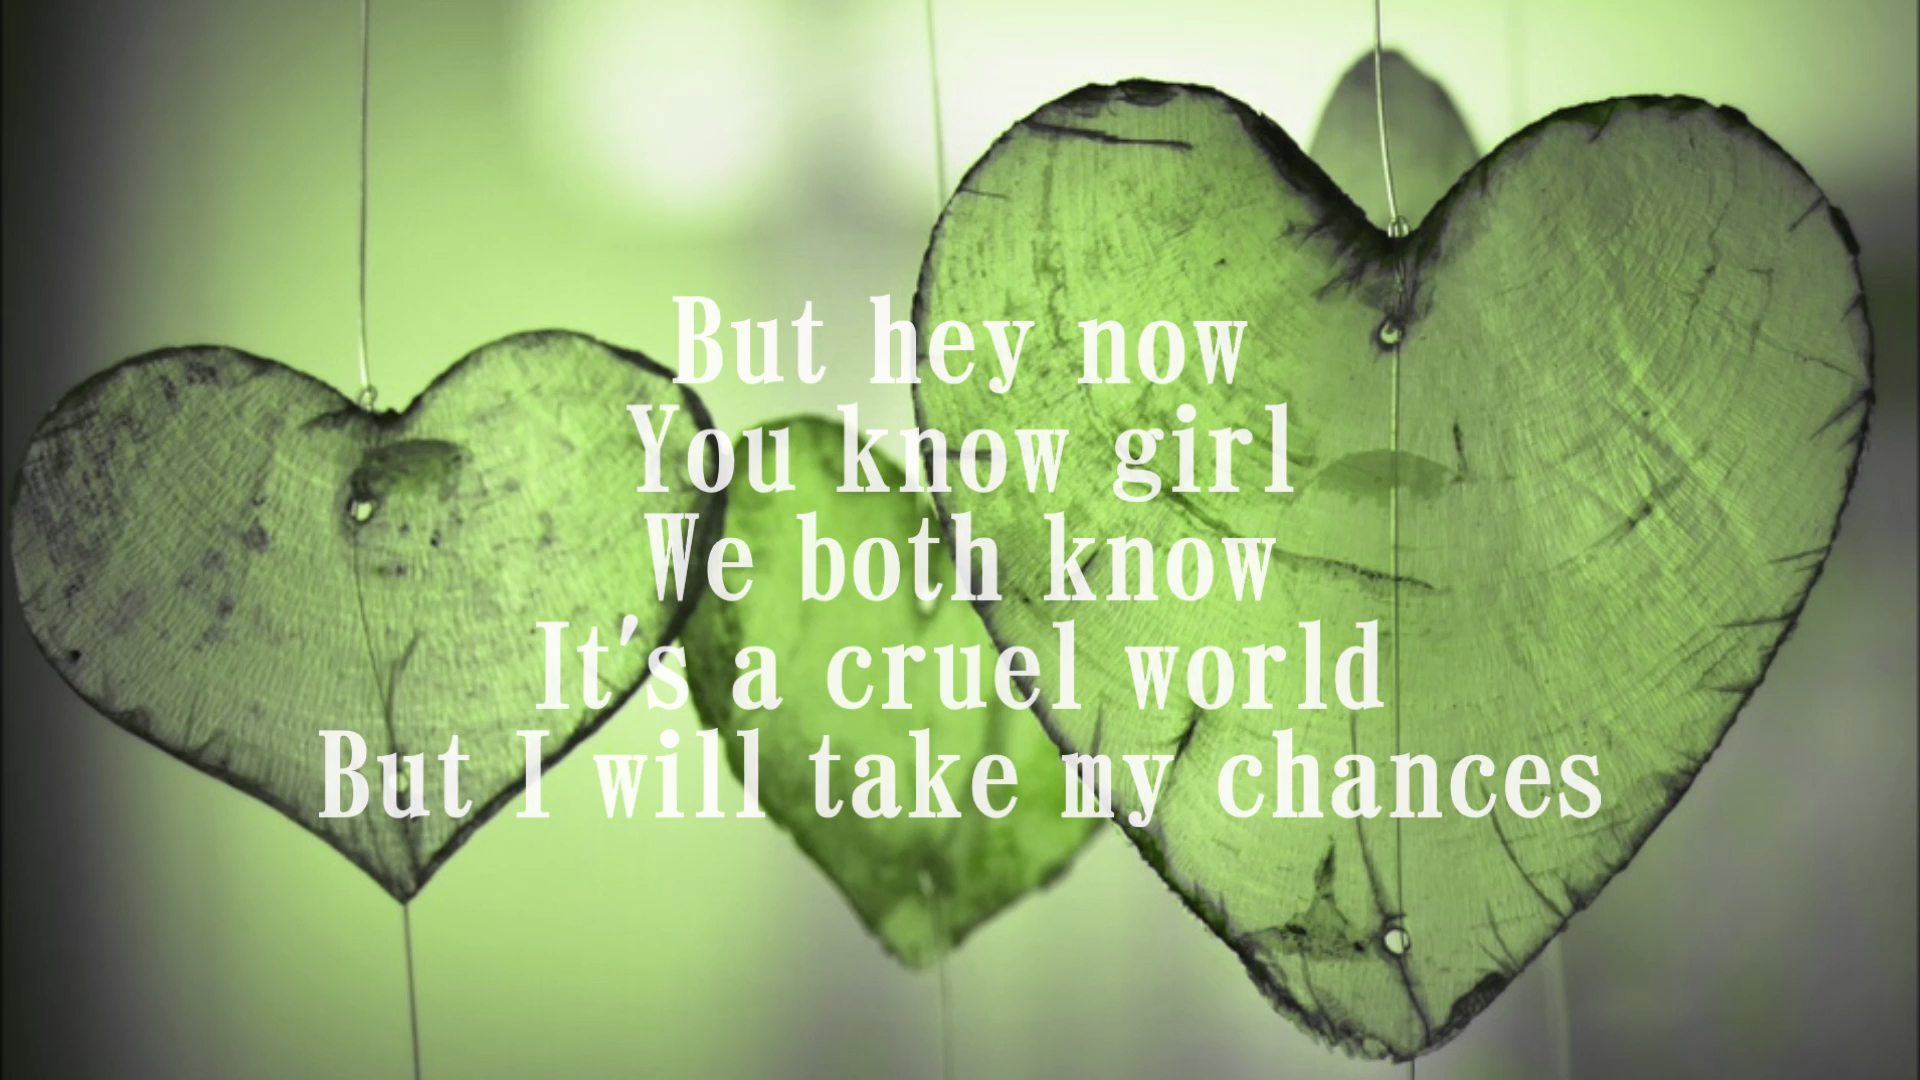 But hey now
You know girl
We both know
It's a cruel world
But I will take my chances